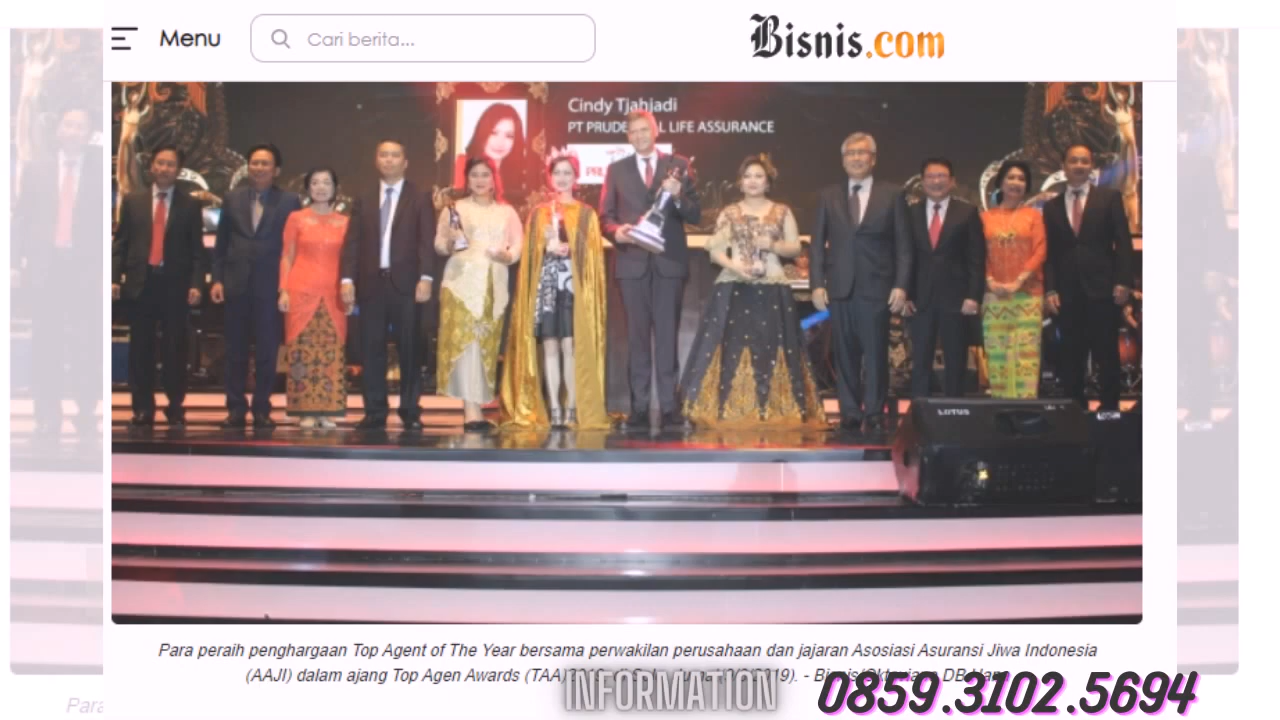 Menu
Cari berita...
Bisnis.com
Cindy Tjahjadi
PT PRUDENTIAL LIFE ASSURANCE
LOTUS
Para peraih penghargaan Top Agent of The Year bersama perwakilan perusahaan dan jajaran Asosiasi Asuransi Jiwa Indonesia
(AAJI) dalam ajang Top Agen Awards (TAA)
INFORMATION
0859.3102.5694
Para